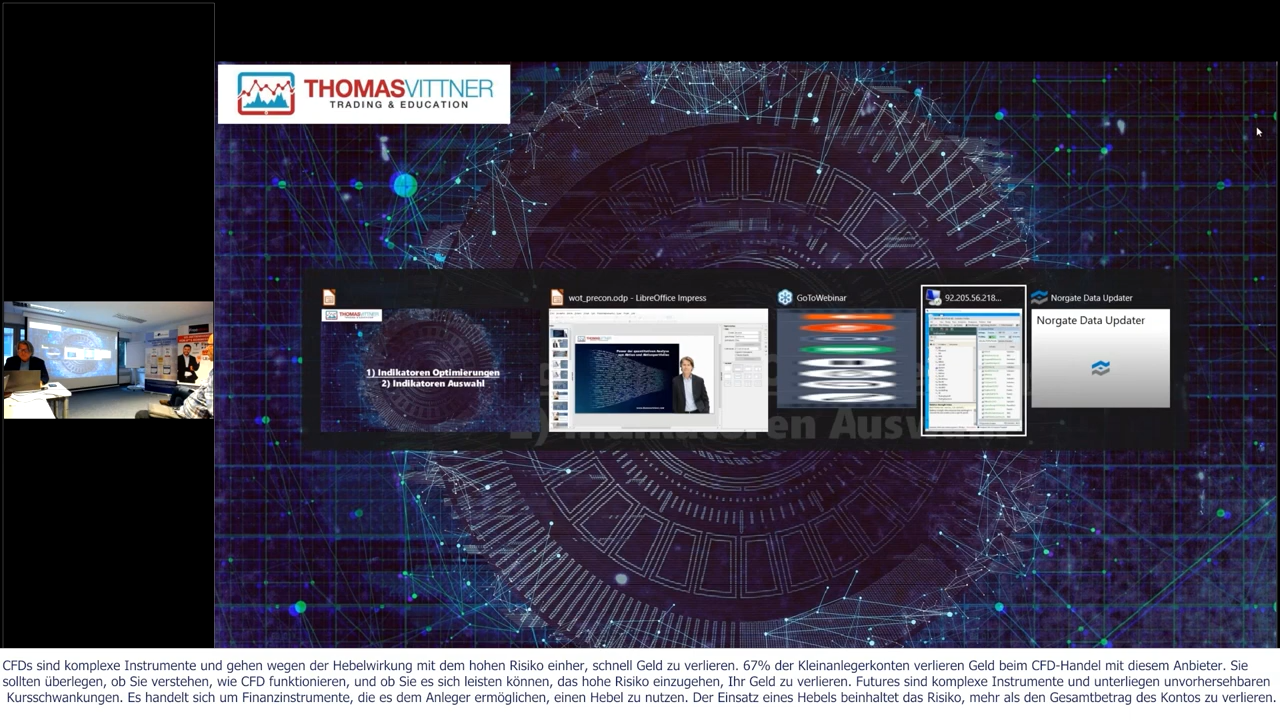 THOMASVITTNER
TRADING & EDUCATION
wot_precon.odp - LibreOffice Impress
GoToWebinar
92.205.56.218...
Norgate Data Updater
Norgate Data Updater
1) Indikatoren Optimierungen
2) Indikatoren Auswahl
CFDs sind komplexe Instrumente und gehen wegen der Hebelwirkung mit dem hohen Risiko einher, schnell Geld zu verlieren. 67% der Kleinanlegerkonten verlieren Geld beim CFD-Handel mit diesem Anbieter. Sie
sollten überlegen, ob Sie verstehen, wie CFD funktionieren, und ob Sie es sich leisten können, das hohe Risiko einzugehen, Ihr Geld zu verlieren. Futures sind komplexe Instrumente und unterliegen unvorhersehbaren
Kursschwankungen. Es handelt sich um Finanzinstrumente, die es dem Anleger ermöglichen, einen Hebel zu nutzen. Der Einsatz eines Hebels beinhaltet das Risiko, mehr als den Gesamtbetrag des Kontos zu verlieren.